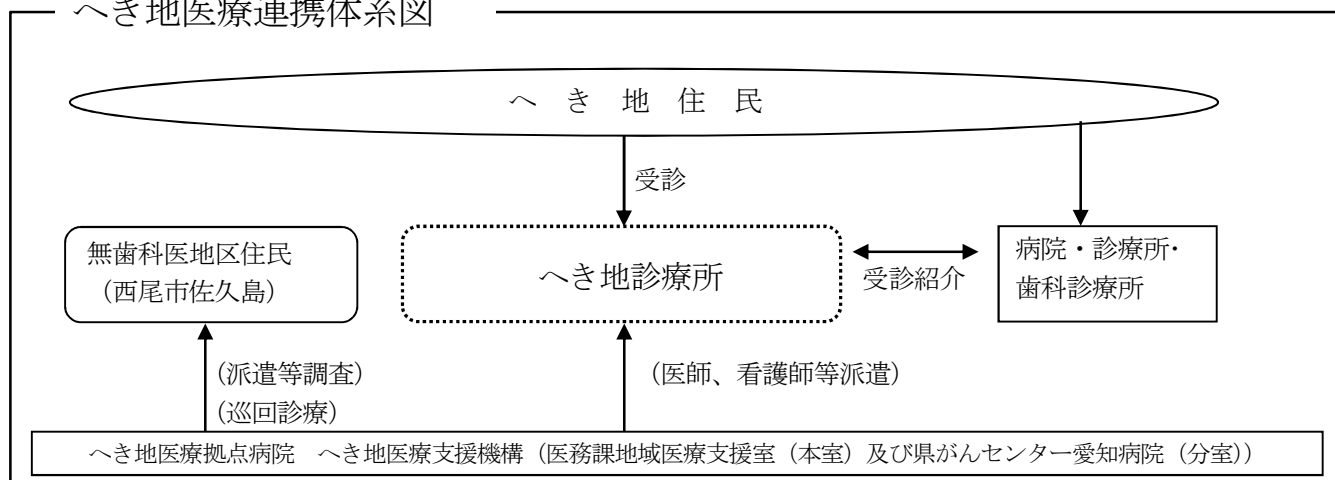 へき地医療連携体系図
へ き 地 住 民
受診
無歯科医地区住民
（西尾市佐久島）
へき地診療所
受診紹介
病院・診療所・
歯科診療所
（派遣等調査）
（巡回診療）
（医師、看護師等派遣）
へき地医療拠点病院　へき地医療支援機構（医務課地域医療支援室（本室）及び県がんセンター愛知病院（分室））